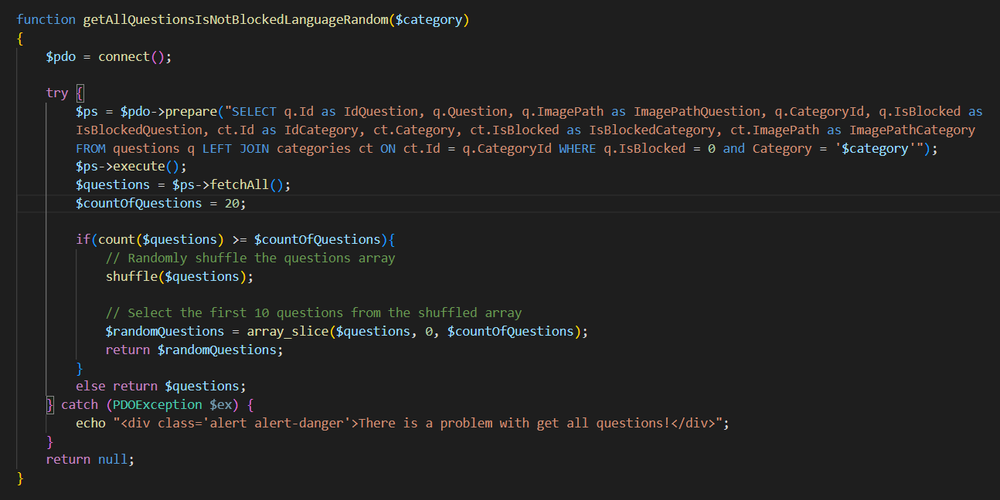 function getAllQuestionsIsNotBlockedLanguageRandom($category)
{
    $pdo = connect();
    try {
        $ps = $pdo->prepare("SELECT q.Id as IdQuestion, q.Question, q.ImagePath as ImagePathQuestion, q.CategoryId, q.IsBlocked as
        IsBlockedQuestion, ct.Id as IdCategory, ct.Category, ct.IsBlocked as IsBlockedCategory, ct.ImagePath as ImagePathCategory
        FROM questions q LEFT JOIN categories ct ON ct.Id = q.CategoryId WHERE q.IsBlocked = 0 and Category = '$category'");
        $ps->execute();
        $questions = $ps->fetchAll();
        $countOfQuestions = 20;
        if(count($questions) >= $countOfQuestions){
            // Randomly shuffle the questions array
            shuffle($questions);
            // Select the first 10 questions from the shuffled array
            $randomQuestions = array_slice($questions, 0, $countOfQuestions);
            return $randomQuestions;
        }
        else return $questions;
    } catch (PDOException $ex) {
        echo "<div class='alert alert-danger'>There is a problem with get all questions!</div>";
    }
    return null;
}